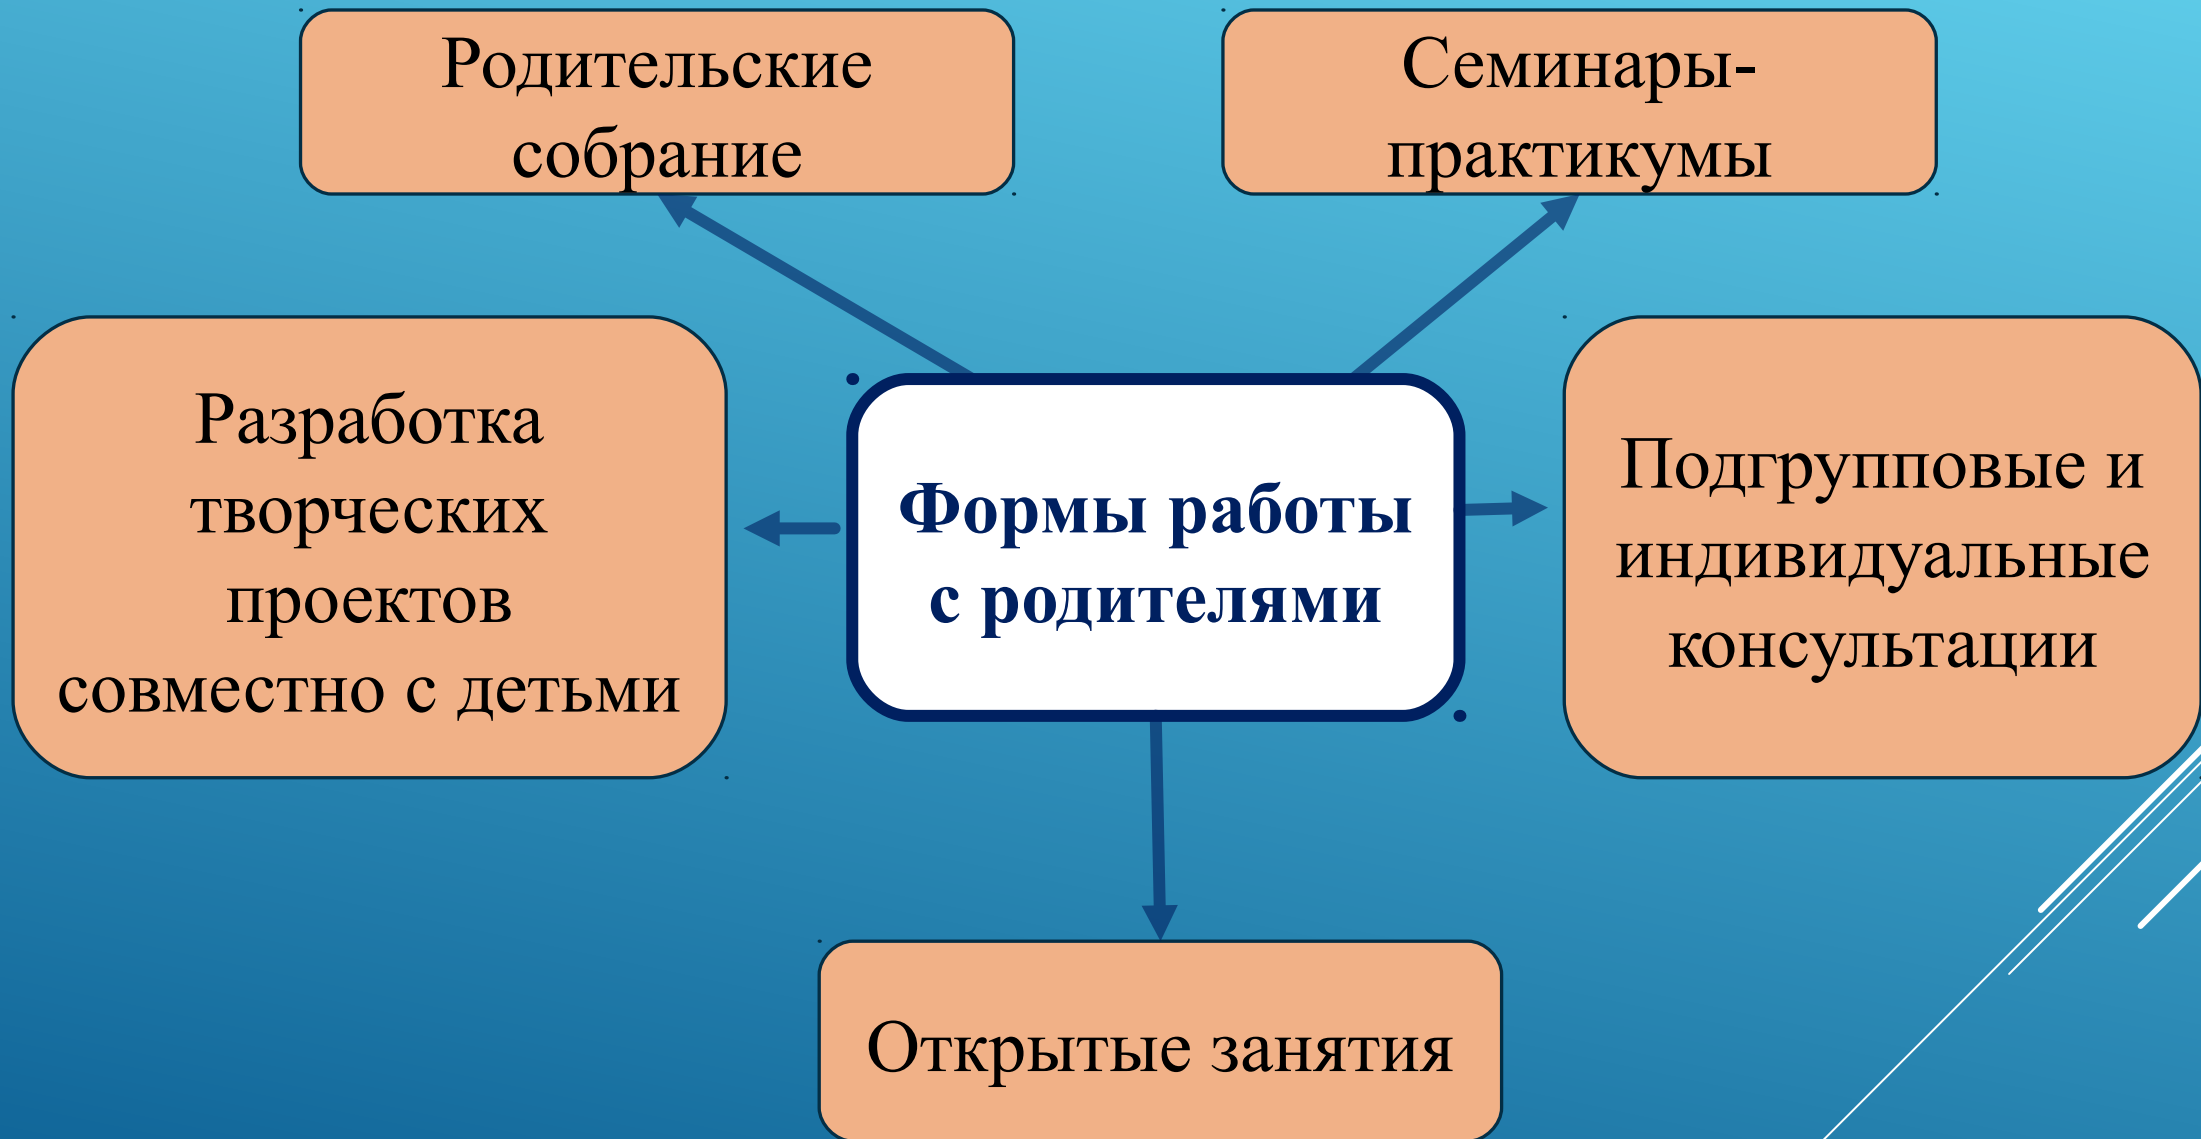 Родительские
собрание
Семинары-
практикумы
Разработка
творческих
проектов
совместно с детьми
Формы работы
с родителями
Подгрупповые и
индивидуальные
консультации
Открытые занятия